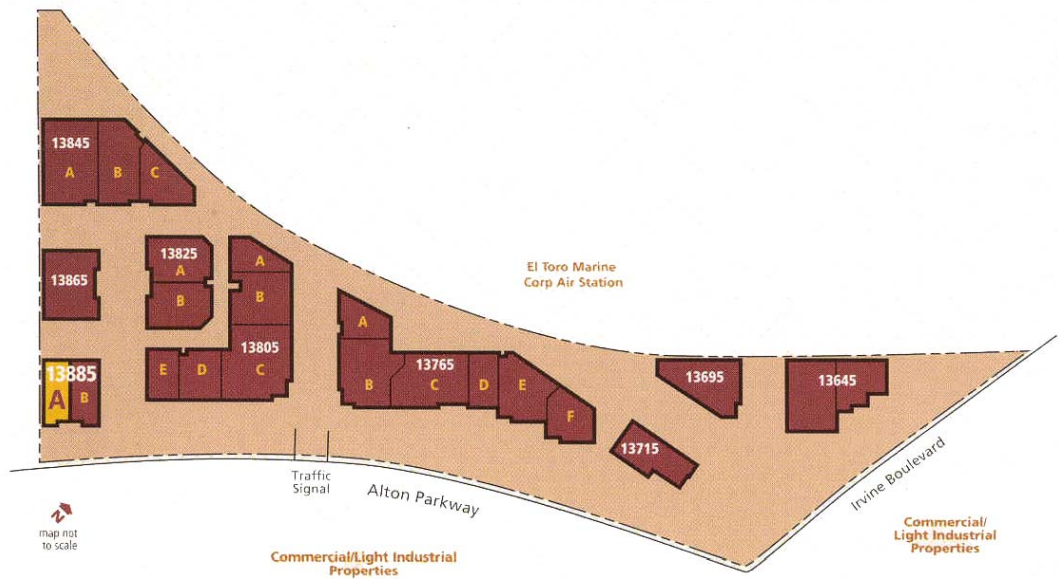 13845
A
B
C
13865
13825
A
B
A
B
13805
E
D
C
13885
A
B
El Toro Marine
Corp Air Station
A
B
13765
C
D
E
F
13695
13645
13715
Traffic
Signal
Alton Parkway
Irvine Boulevard
N
map not
to scale
Commercial/Light Industrial
Properties
Commercial/
Light Industrial
Properties